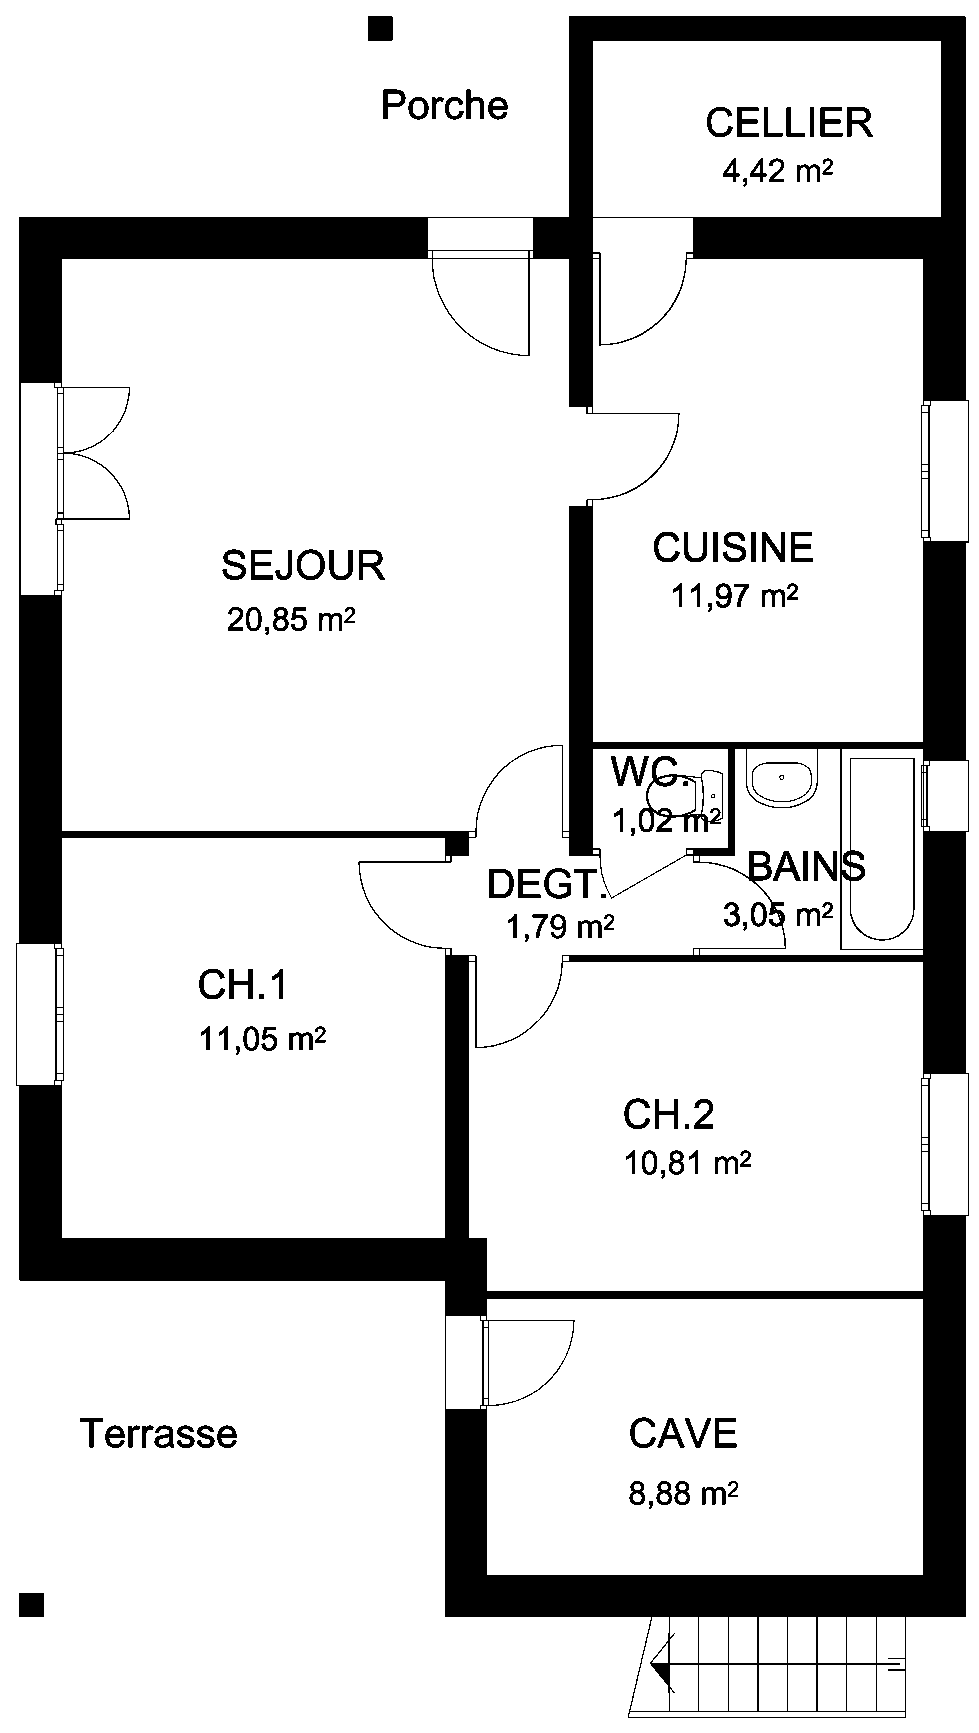 Porche
CELLIER
4,42 m²
SEJOUR
20,85 m²
CUISINE
11,97 m²
WC.
1,02 m²
BAINS
3,05 m²
DEGT.
1,79 m²
CH.1
11,05 m²
CH.2
10,81 m²
Terrasse
CAVE
8,88 m²